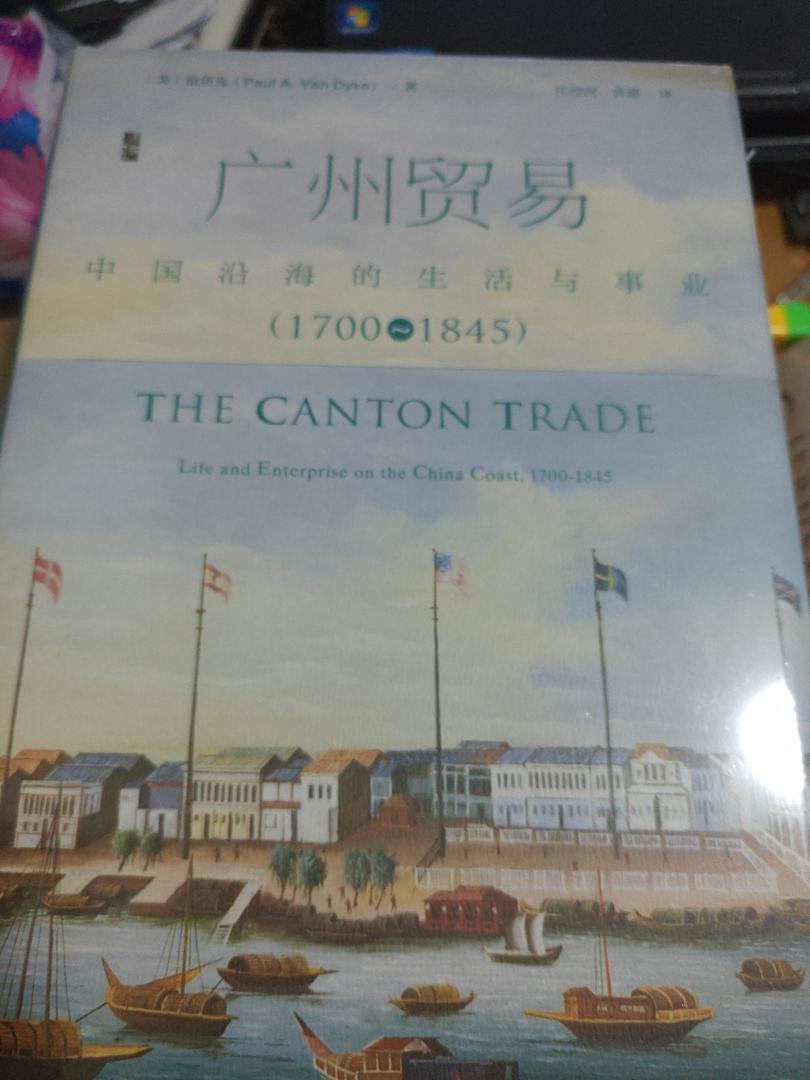 〔美〕范岱克（Paul A. Van Dyke） 著
译
广州贸易
中国沿海的生活与事业
(1700~1845)
THE CANTON TRADE
Life and Enterprise on the China Coast, 1700-1845